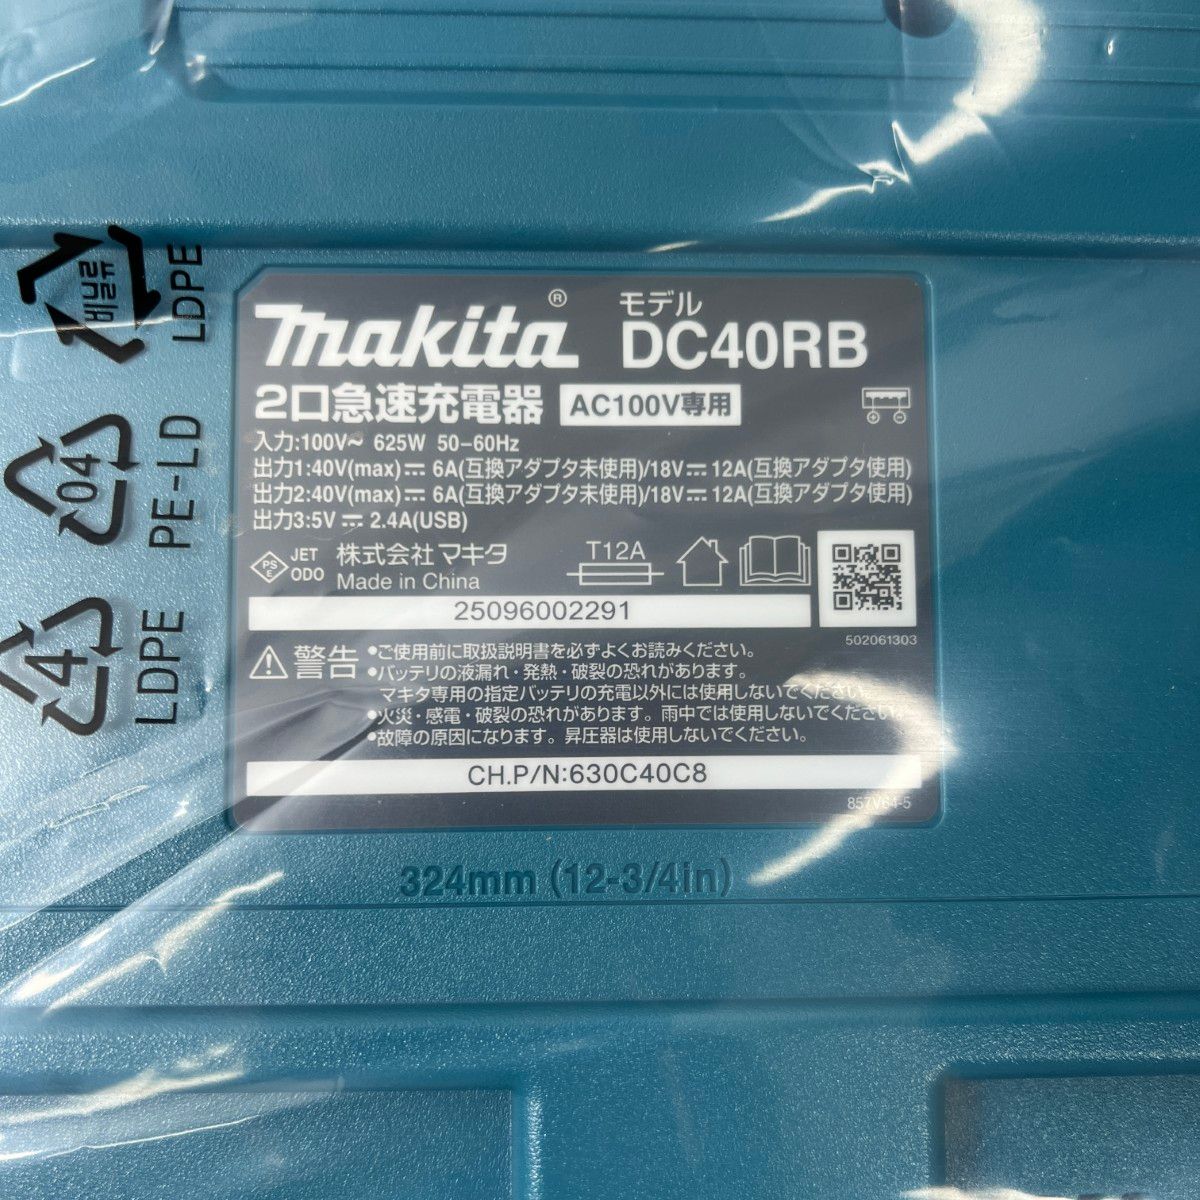 비닐류
LDPE
04
PE-LD
4
LDPE
makita®
モデル
DC40RB
2口急速充電器 AC100V専用
入力:100V~ 625W 50-60Hz
出力1:40V(max)⎓6A(互換アダプタ未使用)/18V⎓12A(互換アダプタ使用)
出力2:40V(max)⎓6A(互換アダプタ未使用)/18V⎓12A(互換アダプタ使用)
出力3:5V⎓2.4A(USB)
PSE JET ODO
株式会社マキタ
Made in China
T12A
25096002291
502061303
⚠警告
●ご使用前に取扱説明書を必ずよくお読みください。
●バッテリの液漏れ・発熱・破裂の恐れがあります。
マキタ専用の指定バッテリの充電以外には使用しないでください。
●火災・感電・破裂の恐れがあります。雨中では使用しないでください。
●故障の原因になります。昇圧器は使用しないでください。
CH.P/N:630C40C8
857V64-5
324mm (12-3/4in)